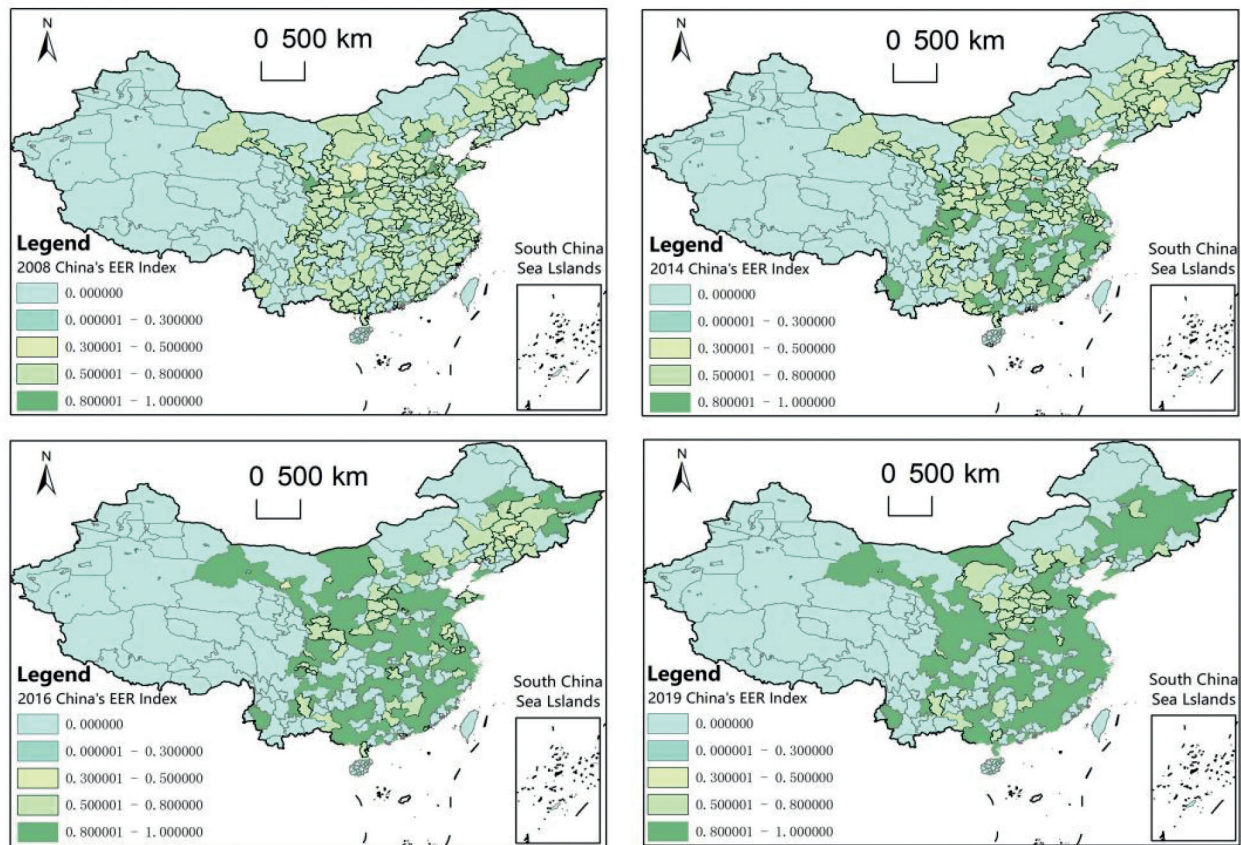 N
0 500 km
Legend
2008 China's EER Index
0.000000
0.000001 - 0.300000
0.300001 - 0.500000
0.500001 - 0.800000
0.800001 - 1.000000
South China
Sea Lslands
N
0 500 km
Legend
2014 China's EER Index
0.000000
0.000001 - 0.300000
0.300001 - 0.500000
0.500001 - 0.800000
0.800001 - 1.000000
South China
Sea Lslands
N
0 500 km
Legend
2016 China's EER Index
0.000000
0.000001 - 0.300000
0.300001 - 0.500000
0.500001 - 0.800000
0.800001 - 1.000000
South China
Sea Lslands
N
0 500 km
Legend
2019 China's EER Index
0.000000
0.000001 - 0.300000
0.300001 - 0.500000
0.500001 - 0.800000
0.800001 - 1.000000
South China
Sea Lslands